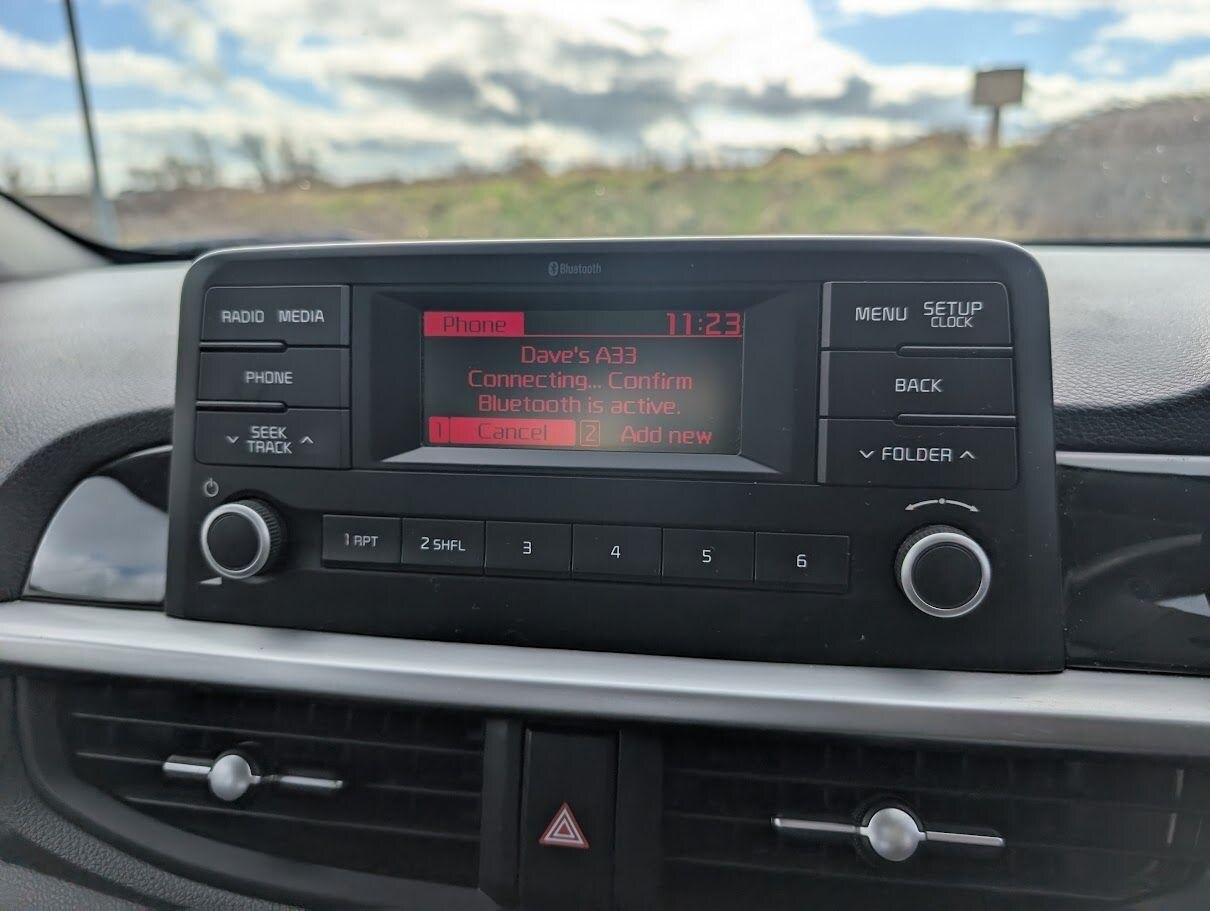 Bluetooth
RADIO MEDIA
PHONE
SEEK
TRACK
Phone 11:23
Dave's A33
Connecting... Confirm
Bluetooth is active.
1 Cancel 2 Add new
MENU SETUP
CLOCK
BACK
FOLDER
1 RPT 2 SHFL 3 4 5 6